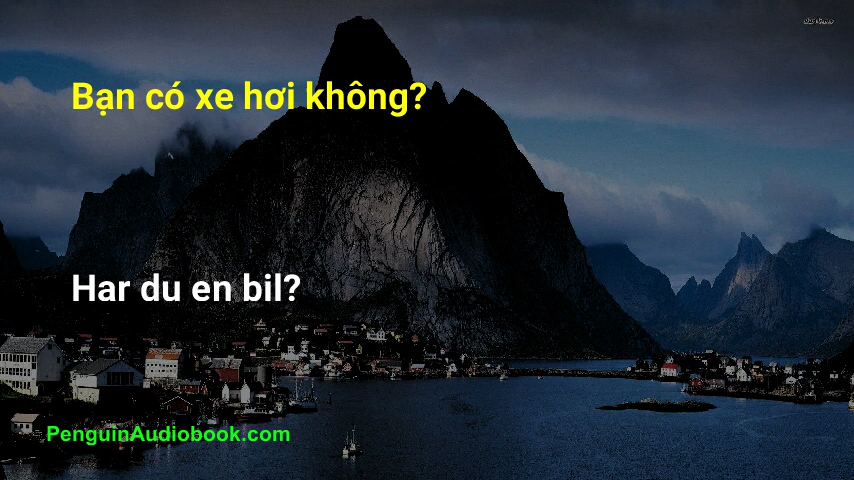 Bạn có xe hơi không?
Har du en bil?
PenguinAudiobook.com